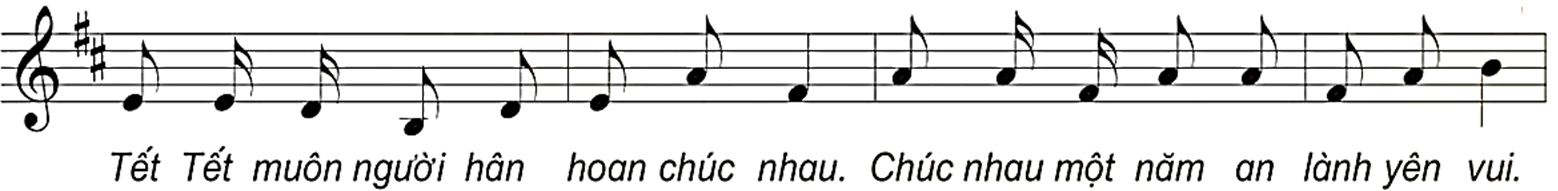 Tết Tết muôn người hân hoan chúc nhau. Chúc nhau một năm an lành yên vui.